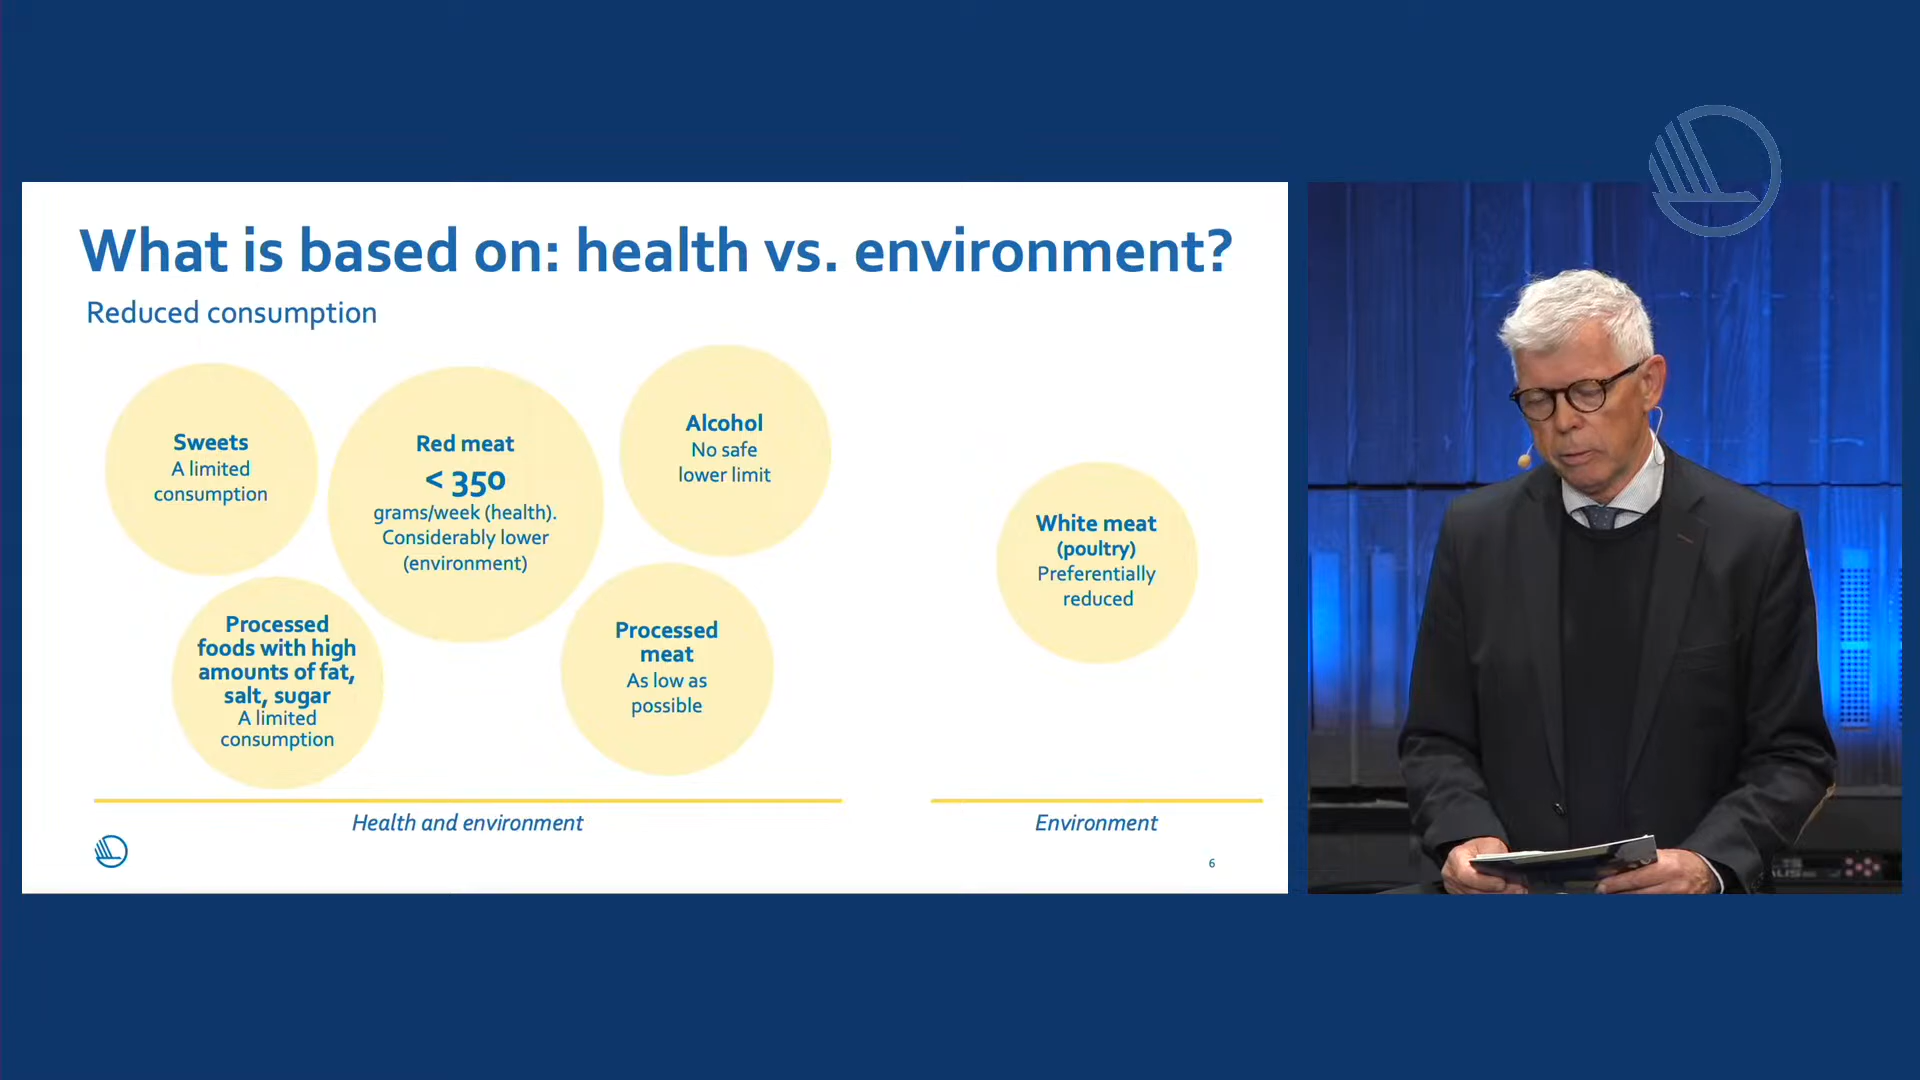 What is based on: health vs. environment?
Reduced consumption
Sweets
A limited
consumption
Red meat
< 350
grams/week (health).
Considerably lower
(environment)
Alcohol
No safe
lower limit
Processed
foods with high
amounts of fat,
salt, sugar
A limited
consumption
Processed
meat
As low as
possible
White meat
(poultry)
Preferentially
reduced
Health and environment
Environment
6